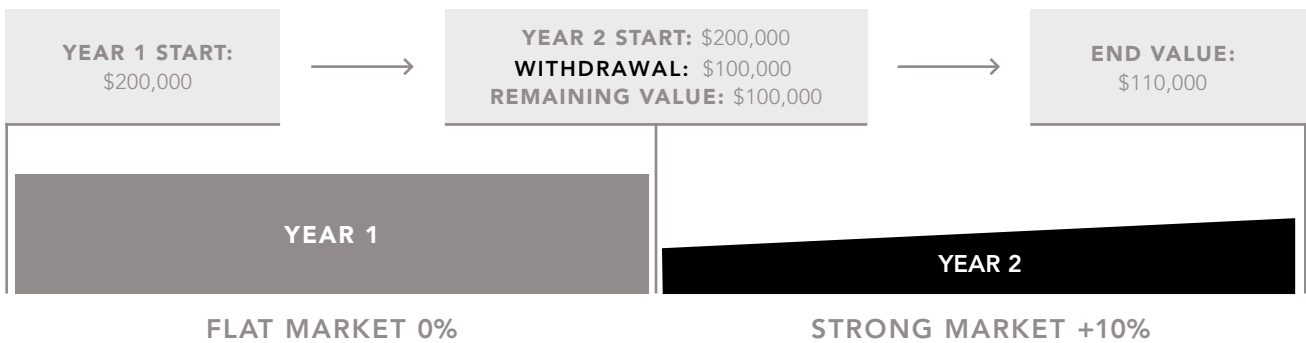 YEAR 1 START:
$200,000
YEAR 2 START: $200,000
WITHDRAWAL: $100,000
REMAINING VALUE: $100,000
END VALUE:
$110,000
YEAR 1
YEAR 2
FLAT MARKET 0%
STRONG MARKET +10%